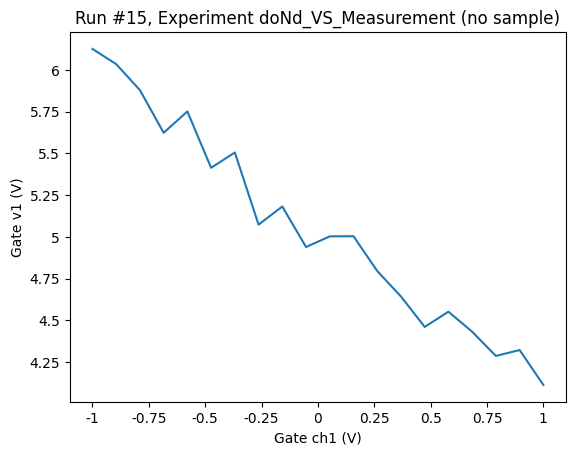 Run #15, Experiment doNd_VS_Measurement (no sample)
6
5.75
5.5
5.25
5
4.75
4.5
4.25
Gate v1 (V)
-1 -0.75 -0.5 -0.25 0 0.25 0.5 0.75 1
Gate ch1 (V)